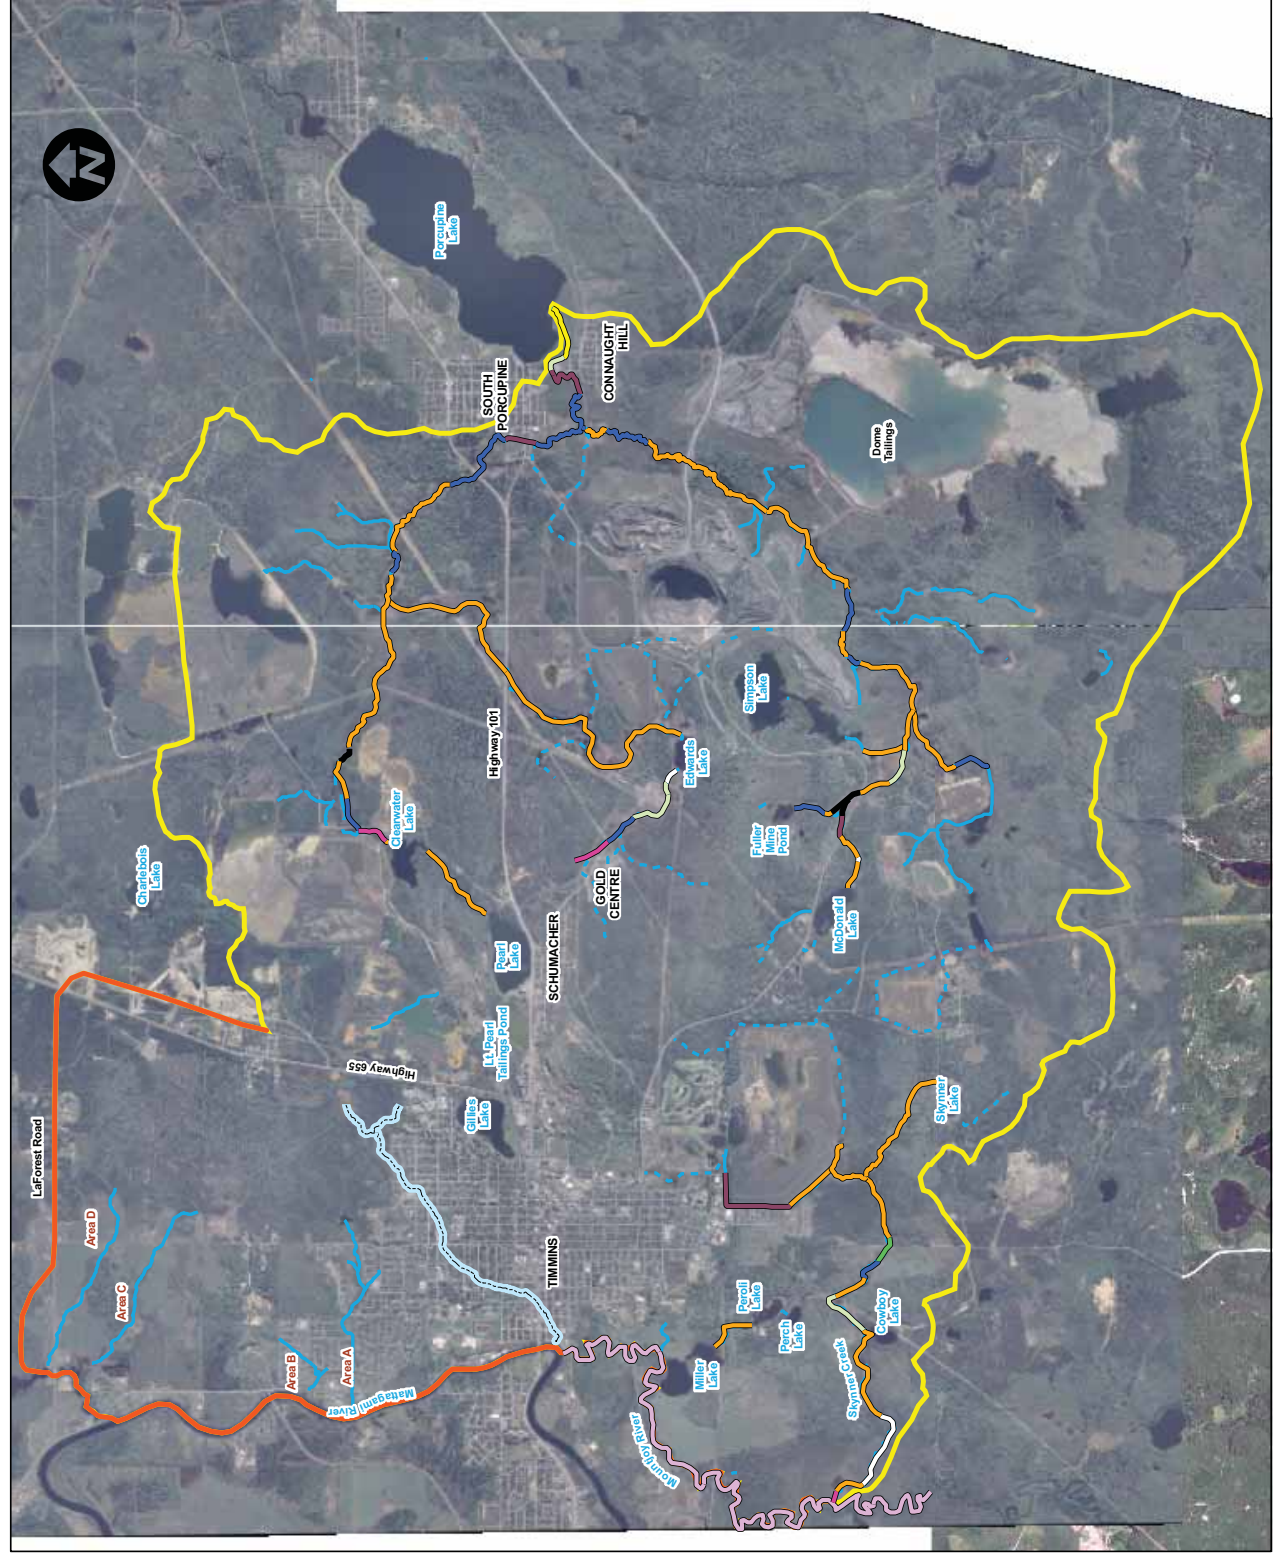 N
Porcupine
Lake
SOUTH
PORCUPINE
CONNAUGHT
HILL
Dome
Tailings
Highway 101
Simpson
Lake
Edwards
Lake
Clearwater
Lake
Fuller
Mine
Pond
Charlebois
Lake
GOLD
CENTRE
McDonald
Lake
Pearl
Lake
SCHUMACHER
Lt. Pearl
Tailings Pond
Highway 655
Gillies
Lake
Skynner
Lake
LaForest Road
Area D
Area C
TIMMINS
Peroli
Lake
Perch
Lake
Cowboy
Lake
Area B
Area A
Mattagami River
Miller
Lake
Skynner Creek
Mountjoy River